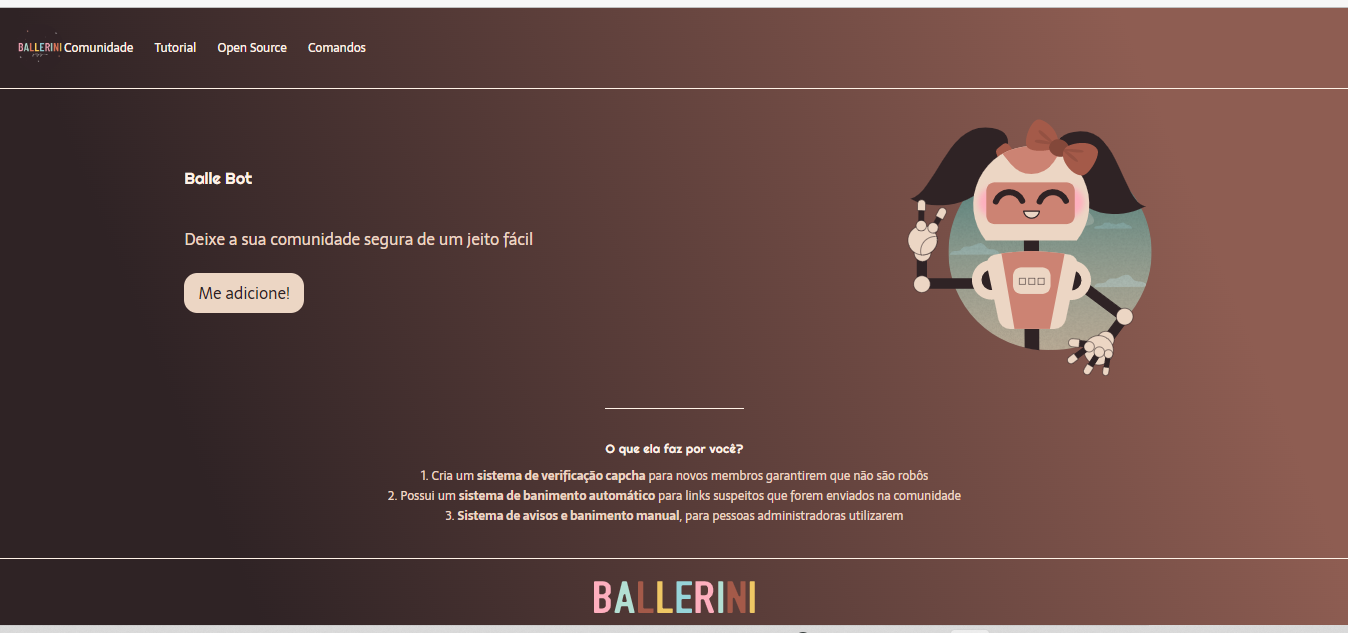 BALLERINI Comunidade Tutorial Open Source Comandos
Balle Bot
Deixe a sua comunidade segura de um jeito fácil
Me adicione!
O que ela faz por você?
1. Cria um sistema de verificação capcha para novos membros garantirem que não são robôs
2. Possui um sistema de banimento automático para links suspeitos que forem enviados na comunidade
3. Sistema de avisos e banimento manual, para pessoas administradoras utilizarem
BALLERINI